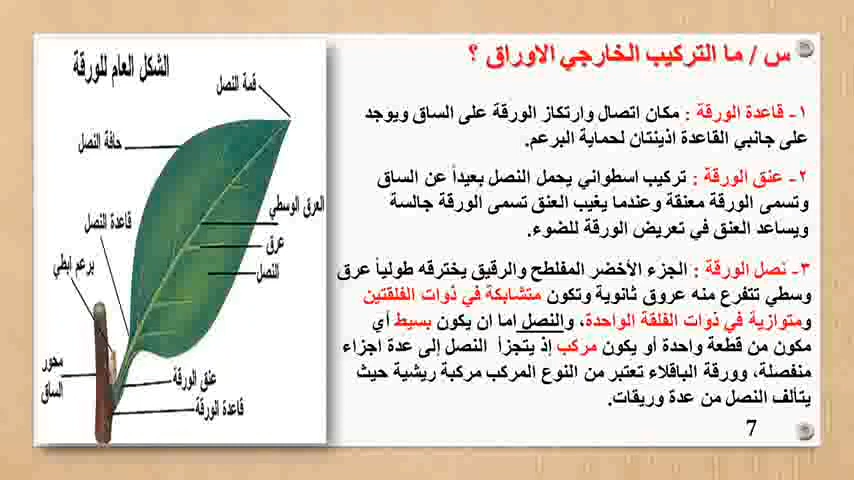 س / ما التركيب الخارجي الاوراق ؟
١- قاعدة الورقة : مكان اتصال وارتكاز الورقة على الساق ويوجد
على جانبي القاعدة اذينتان لحماية البرعم.
٢- عنق الورقة : تركيب اسطواني يحمل النصل بعيداً عن الساق
وتسمى الورقة معنقة وعندما يغيب العنق تسمى الورقة جالسة
ويساعد العنق في تعريض الورقة للضوء.
٣- نصل الورقة : الجزء الأخضر المفلطح والرقيق يخترقه طولياً عرق
وسطي تتفرع منه عروق ثانوية وتكون متشابكة في ذوات الفلقتين
ومتوازية في ذوات الفلقة الواحدة، والنصل اما ان يكون بسيط أي
مكون من قطعة واحدة أو يكون مركب إذ يتجزأ النصل إلى عدة اجزاء
منفصلة، وورقة الباقلاء تعتبر من النوع المركب مركبة ريشية حيث
يتألف النصل من عدة وريقات.
7
الشكل العام للورقة
قمة النصل
حافة النصل
العرق الوسطي
قاعدة النصل
عرق
النصل
برعم ابطي
محور
الساق
عنق الورقة
قاعدة الورقة